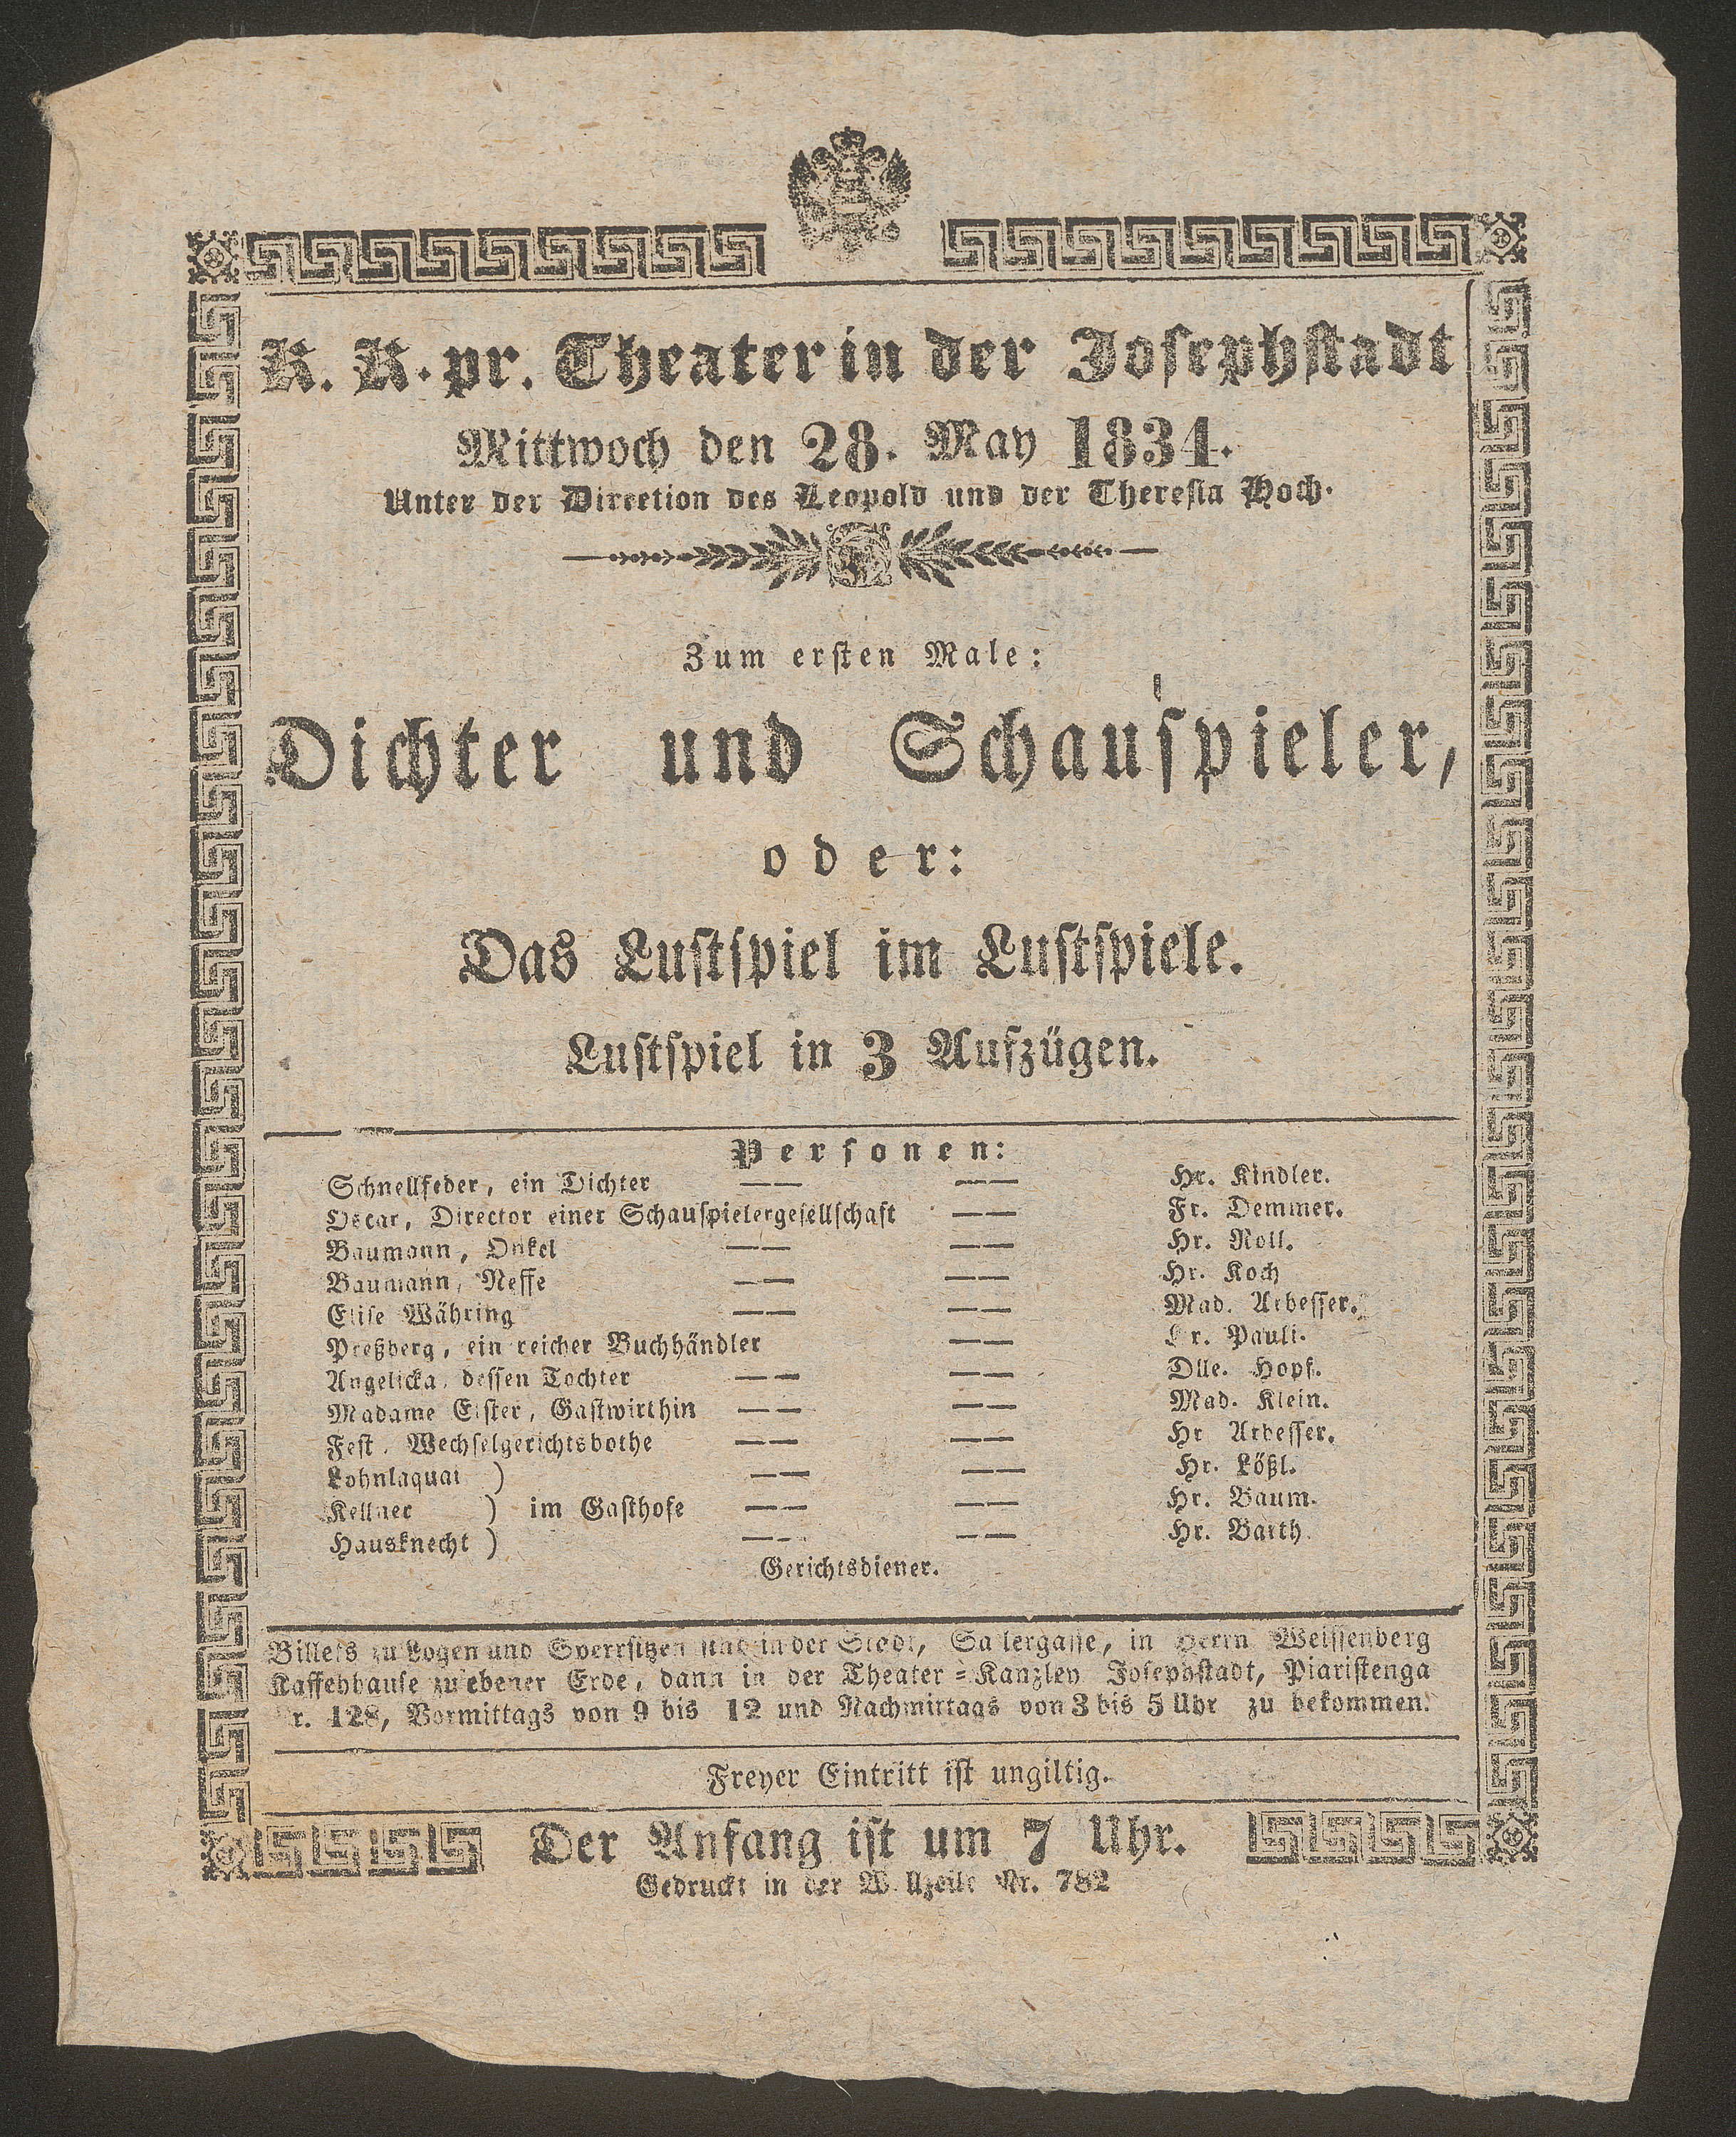 K. K. pr. Theater in der Josephstadt
Mittwoch den 28. May 1834.
Unter der Direction des Leopold und der Theresia Hoch.
Zum ersten Male:
Dichter und Schauspieler,
oder:
Das Lustspiel im Lustspiele.
Lustspiel in 3 Aufzügen.
Personen:
Schnellfeder, ein Dichter —— —— Hr. Kindler.
Oscar, Director einer Schauspielergesellschaft —— Fr. Demmer.
Baumann, Onkel —— —— Hr. Roll.
Baumann, Neffe —— —— Hr. Koch
Elise Währing —— —— Mad. Arbesser.
Preßberg, ein reicher Buchhändler —— Hr. Pauli.
Angelicka, dessen Tochter —— —— Dlle. Hopf.
Madame Elster, Gastwirthin —— —— Mad. Klein.
Fest, Wechselgerichtsbothe —— —— Hr Arbesser.
Lohnlaquai ) —— —— Hr. Lößl.
Kellner ) im Gasthofe —— —— Hr. Baum.
Hausknecht ) —— —— Hr. Barth.
Gerichtsdiener.
Billets zu Logen und Sperrsitzen sind in der Stadt, Sailergasse, in Herrn Weissenberg
Kaffehhause zu ebener Erde, dann in der Theater=Kanzley Josephstadt, Piaristenga
r. 128, Vormittags von 9 bis 12 und Nachmittags von 3 bis 5 Uhr zu bekommen.
Freyer Eintritt ist ungiltig.
Der Anfang ist um 7 Uhr.
Gedruckt in der Wollzeile Nr. 782